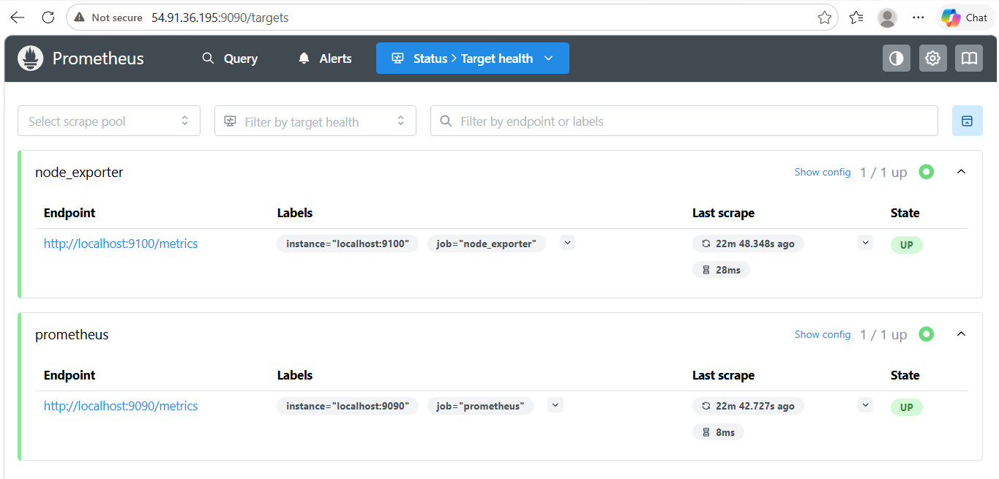 Not secure 54.91.36.195:9090/targets Chat
Prometheus Query Alerts Status > Target health
Select scrape pool Filter by target health Filter by endpoint or labels
node_exporter Show config 1 / 1 up
Endpoint Labels Last scrape State
http://localhost:9100/metrics instance="localhost:9100" job="node_exporter" 22m 48.348s ago UP
28ms
prometheus Show config 1 / 1 up
Endpoint Labels Last scrape State
http://localhost:9090/metrics instance="localhost:9090" job="prometheus" 22m 42.727s ago UP
8ms